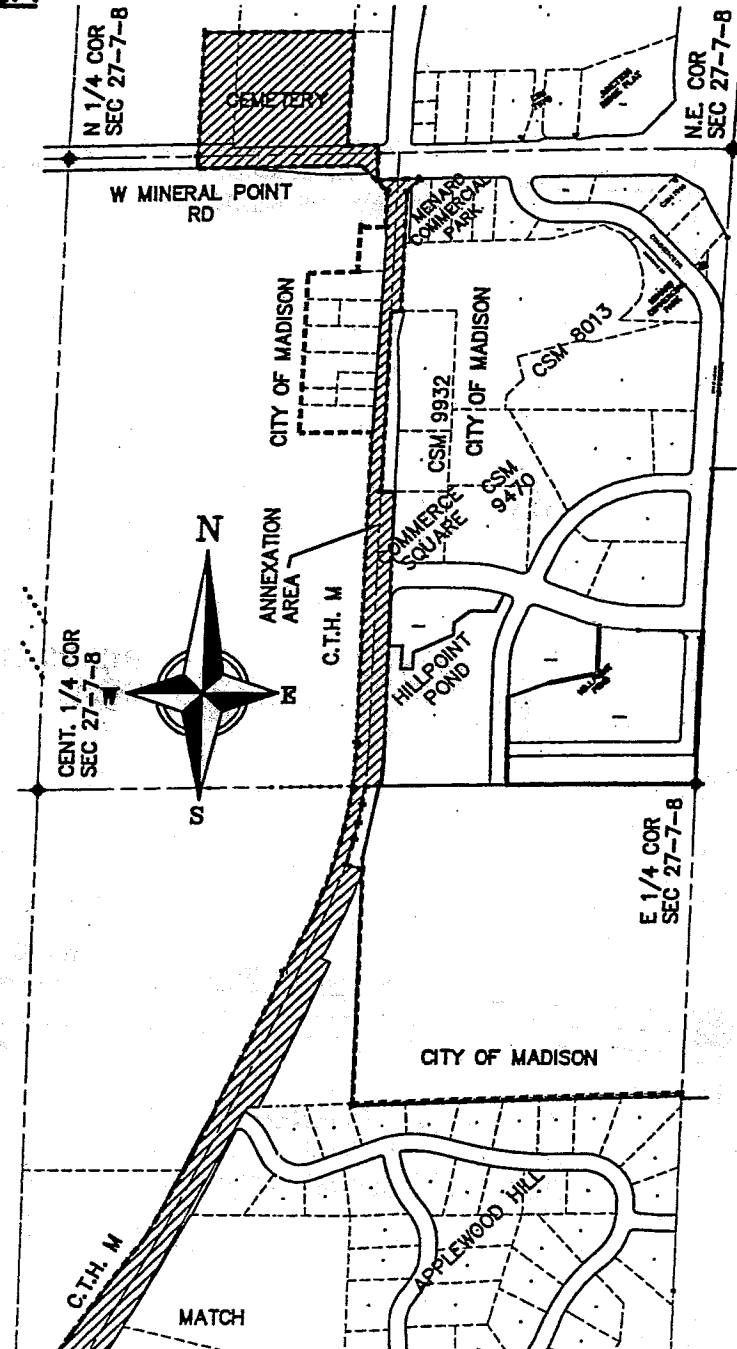 N 1/4 COR
SEC 27-7-8
CEMETERY
N.E. COR
SEC 27-7-8
W MINERAL POINT
RD
MENARD
COMMERCIAL
PARK
CITY OF MADISON
CSM 8013
CSM 9932
CITY OF MADISON
CSM
9470
COMMERCE
SQUARE
ANNEXATION
AREA
C.T.H. M
N
W
E
S
HILLPOINT
POND
CENT. 1/4 COR
SEC 27-7-8
E 1/4 COR
SEC 27-7-8
CITY OF MADISON
APPLEWOOD HILL
C.T.H. M
MATCH